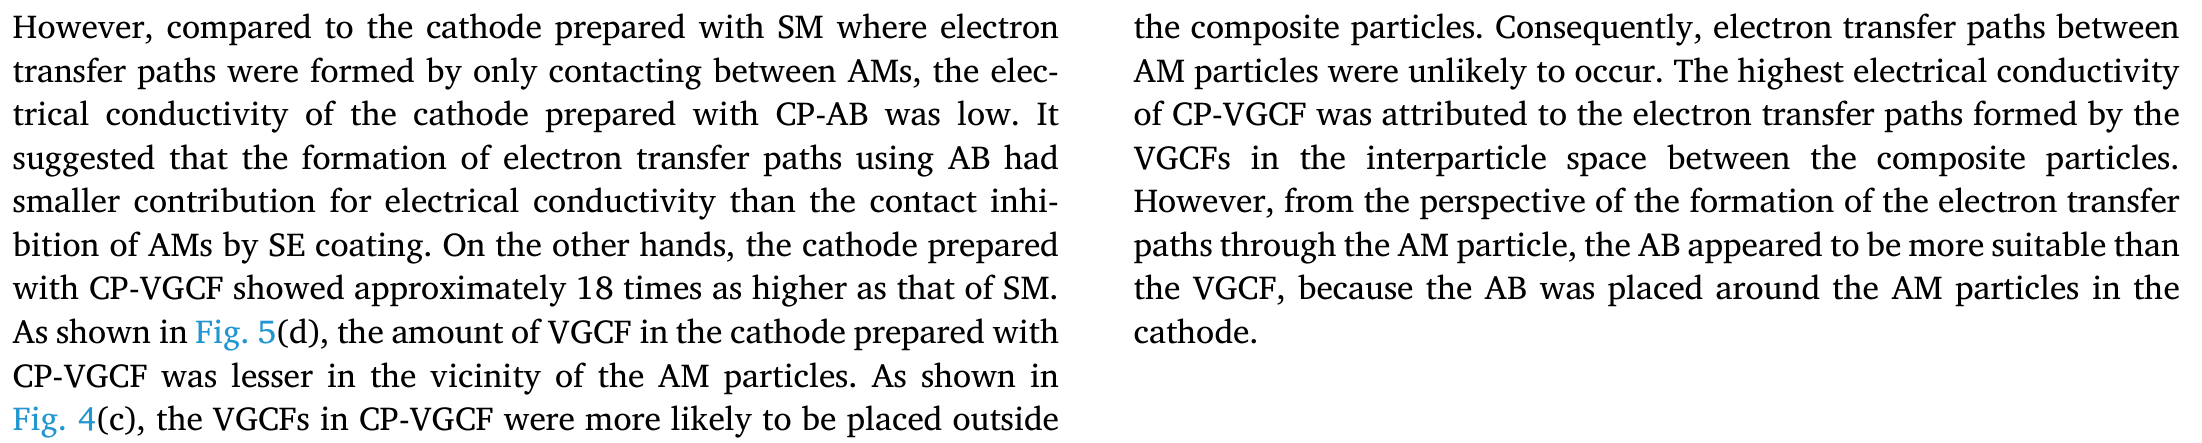 However, compared to the cathode prepared with SM where electron
transfer paths were formed by only contacting between AMs, the elec-
trical conductivity of the cathode prepared with CP-AB was low. It
suggested that the formation of electron transfer paths using AB had
smaller contribution for electrical conductivity than the contact inhi-
bition of AMs by SE coating. On the other hands, the cathode prepared
with CP-VGCF showed approximately 18 times as higher as that of SM.
As shown in Fig. 5(d), the amount of VGCF in the cathode prepared with
CP-VGCF was lesser in the vicinity of the AM particles. As shown in
Fig. 4(c), the VGCFs in CP-VGCF were more likely to be placed outside
the composite particles. Consequently, electron transfer paths between
AM particles were unlikely to occur. The highest electrical conductivity
of CP-VGCF was attributed to the electron transfer paths formed by the
VGCFs in the interparticle space between the composite particles.
However, from the perspective of the formation of the electron transfer
paths through the AM particle, the AB appeared to be more suitable than
the VGCF, because the AB was placed around the AM particles in the
cathode.